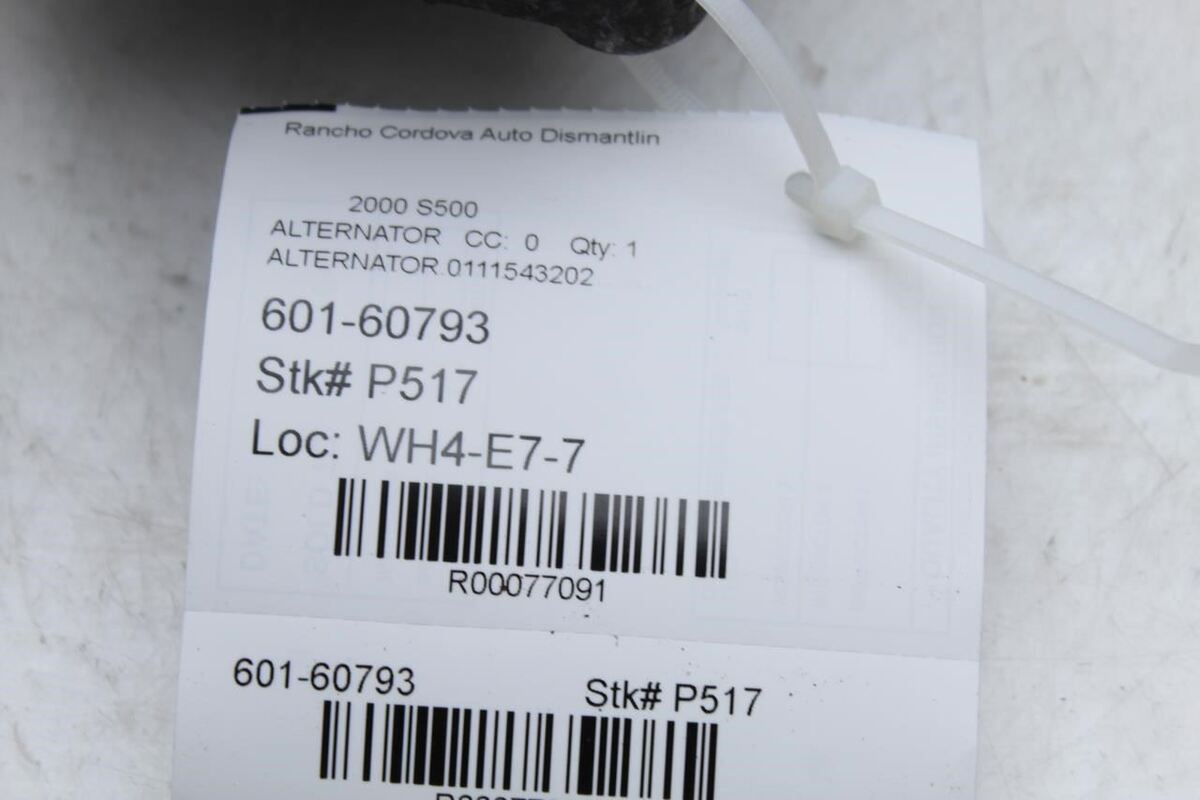 Rancho Cordova Auto Dismantlin
2000 S500
ALTERNATOR CC: 0 Qty: 1
ALTERNATOR.0111543202
601-60793
Stk# P517
Loc: WH4-E7-7
R00077091
601-60793 Stk# P517